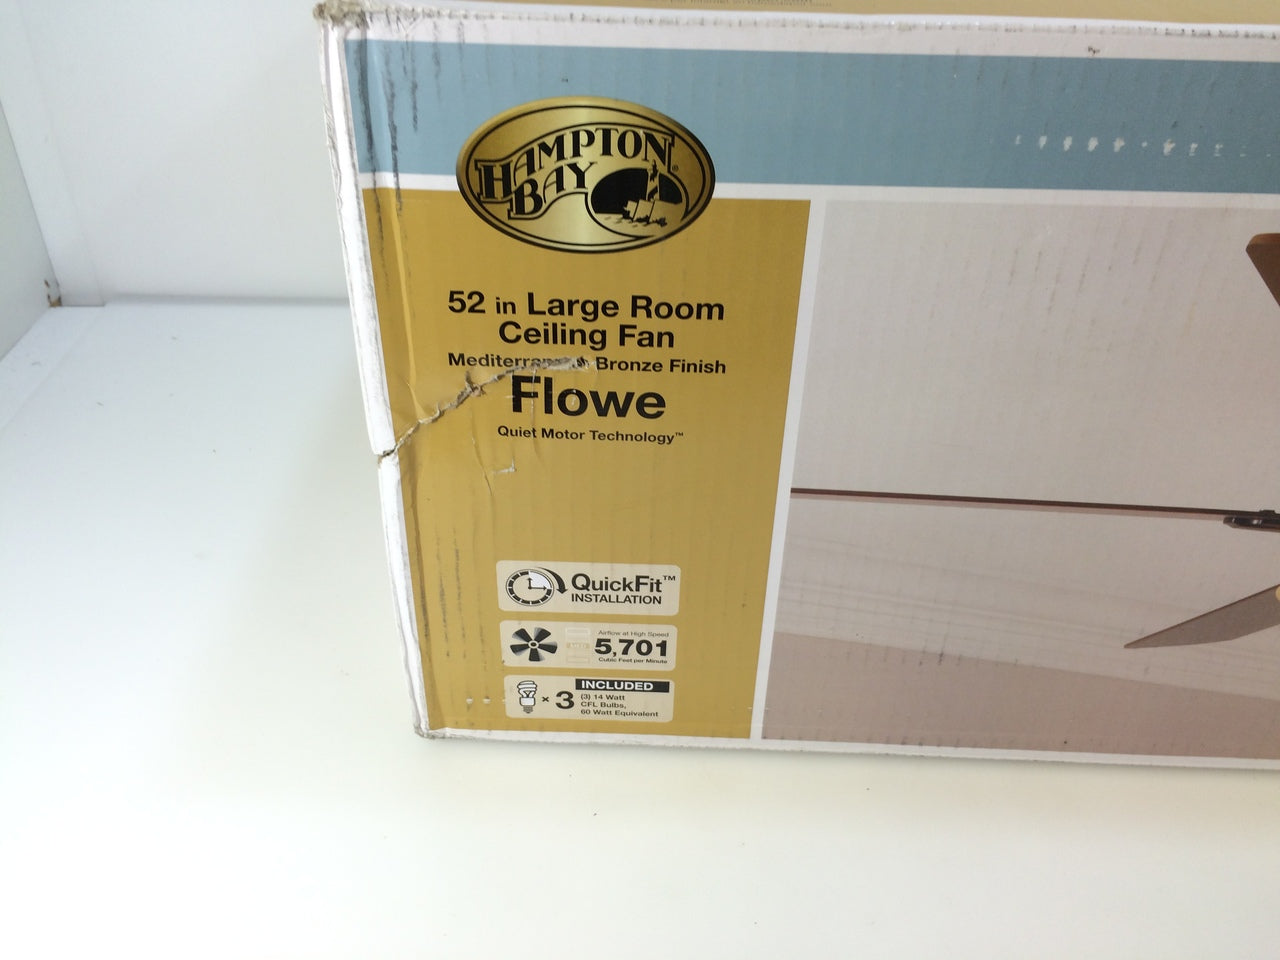 HAMPTON
BAY
52 in Large Room
Ceiling Fan
Bronze Finish
Flowe
Quiet Motor Technology™
QuickFit™
INSTALLATION
Airflow at High Speed
5,701
Cubic Feet per Minute
INCLUDED
x 3
(3) 14 Watt
CFL Bulbs,
60 Watt Equivalent